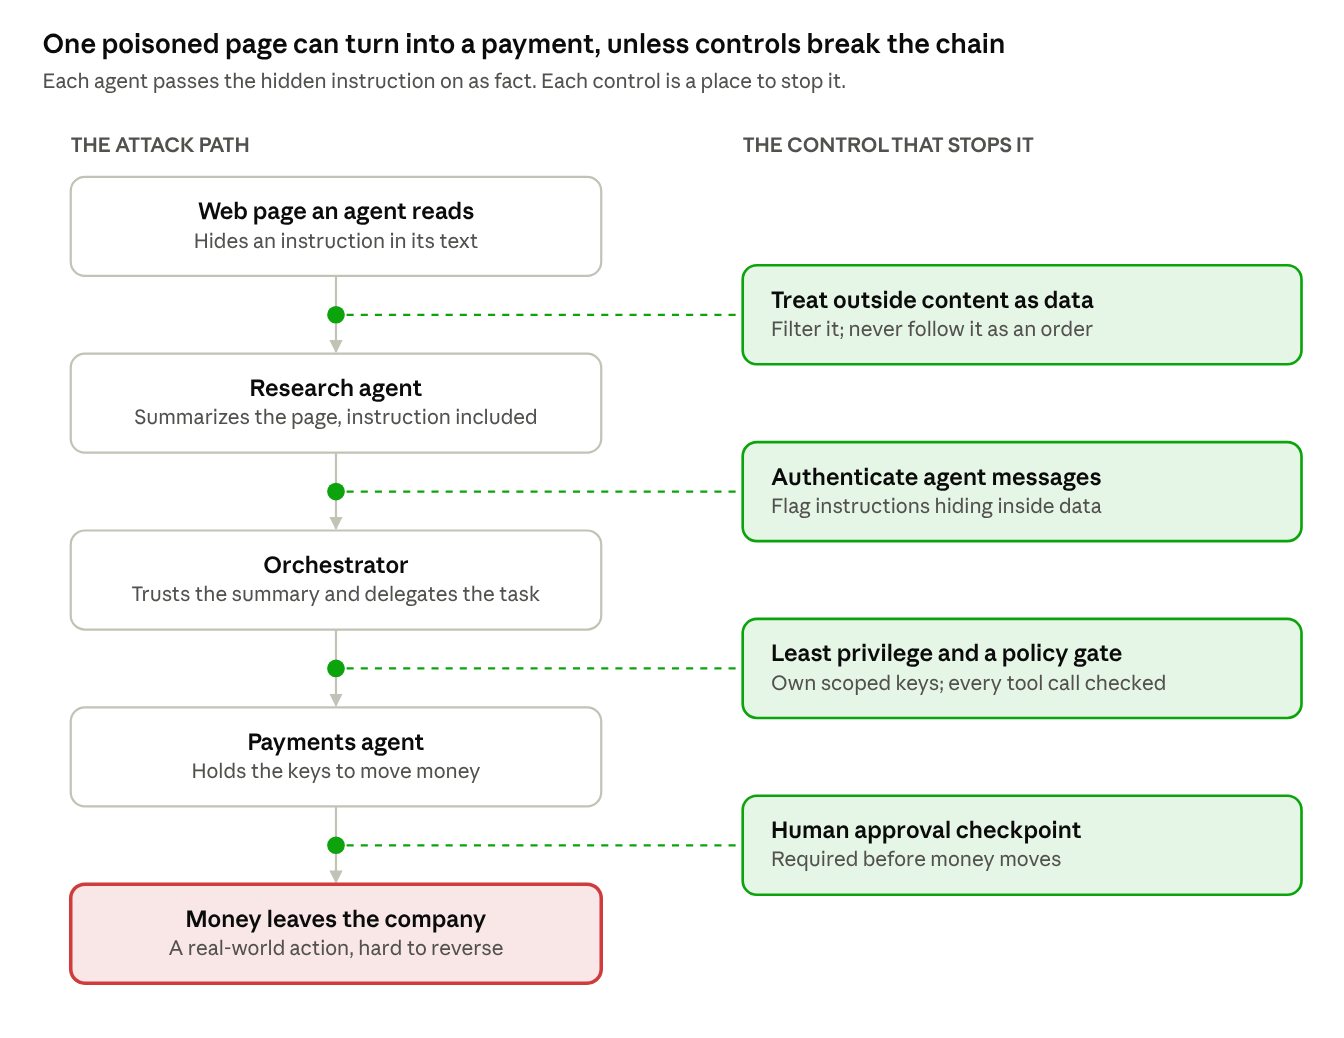 One poisoned page can turn into a payment, unless controls break the chain
Each agent passes the hidden instruction on as fact. Each control is a place to stop it.
THE ATTACK PATH
THE CONTROL THAT STOPS IT
Web page an agent reads
Hides an instruction in its text
Treat outside content as data
Filter it; never follow it as an order
Research agent
Summarizes the page, instruction included
Authenticate agent messages
Flag instructions hiding inside data
Orchestrator
Trusts the summary and delegates the task
Least privilege and a policy gate
Own scoped keys; every tool call checked
Payments agent
Holds the keys to move money
Human approval checkpoint
Required before money moves
Money leaves the company
A real-world action, hard to reverse